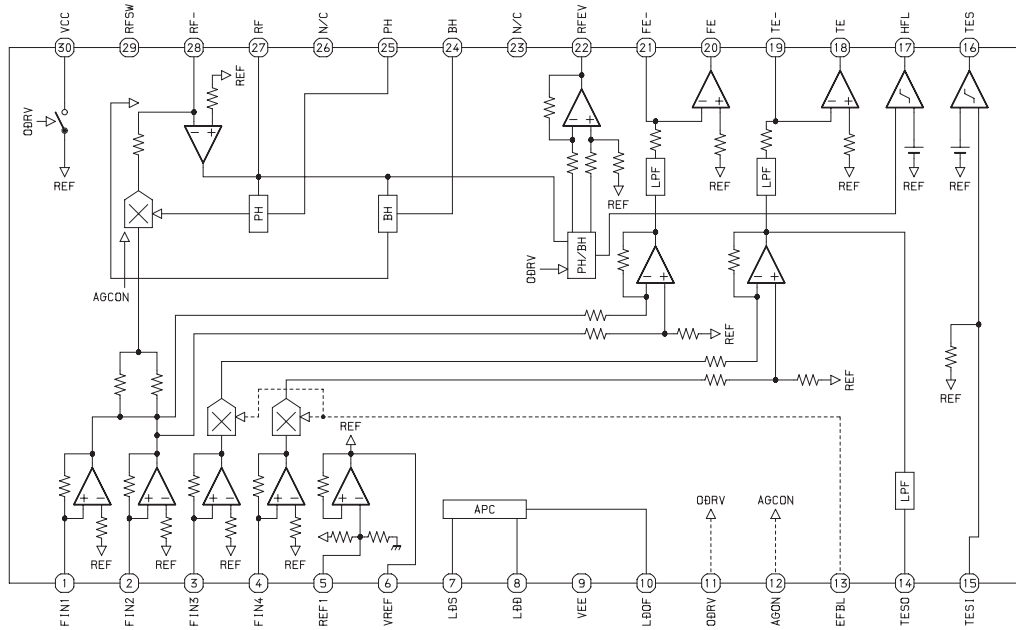 VCC
RFSW
RF-
RF
N/C
PH
BH
N/C
RFEV
FE-
FE
TE-
TE
HFL
TES
30
29
28
27
26
25
24
23
22
21
20
19
18
17
16
REF
ODRV
REF
- +
- +
- +
- +
REF
LPF
REF
LPF
REF
REF
REF
PH
BH
PH/BH
ODRV
AGCON
- +
- +
REF
REF
REF
REF
+ -
+ -
+ -
+ -
+ -
REF
REF
REF
REF
APC
ODRV
AGCON
LPF
1
2
3
4
5
6
7
8
9
10
11
12
13
14
15
FIN1
FIN2
FIN3
FIN4
REFI
VREF
LDS
LDD
VEE
LDOF
ODRV
AGON
EFBL
TESO
TESI